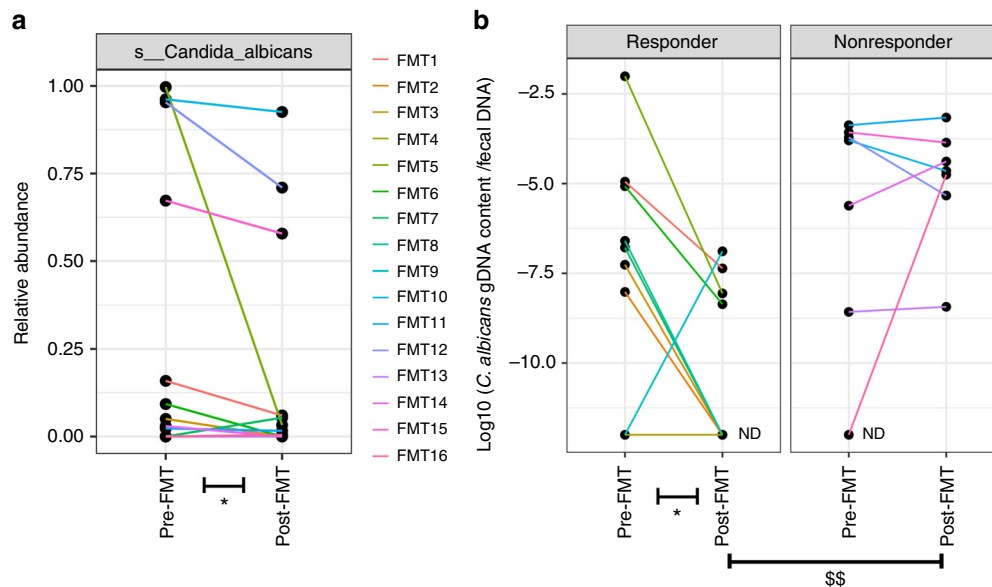 a
s__Candida_albicans
Relative abundance
1.00
0.75
0.50
0.25
0.00
Pre-FMT
Post-FMT
*
FMT1
FMT2
FMT3
FMT4
FMT5
FMT6
FMT7
FMT8
FMT9
FMT10
FMT11
FMT12
FMT13
FMT14
FMT15
FMT16
b
Responder
Nonresponder
Log10 (C. albicans gDNA content /fecal DNA)
−2.5
−5.0
−7.5
−10.0
ND
ND
Pre-FMT
Post-FMT
Pre-FMT
Post-FMT
*
$$